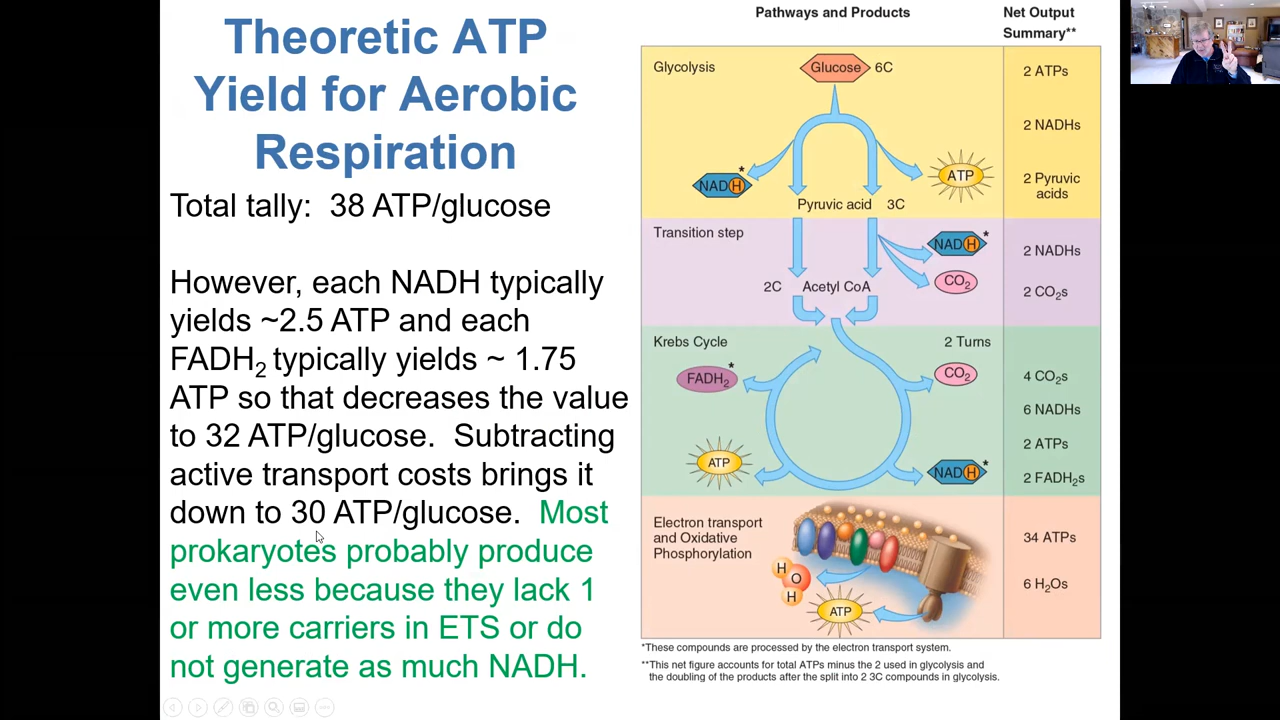 Theoretic ATP
Yield for Aerobic
Respiration
Total tally:  38 ATP/glucose
However, each NADH typically
yields ~2.5 ATP and each
FADH2 typically yields ~ 1.75
ATP so that decreases the value
to 32 ATP/glucose.  Subtracting
active transport costs brings it
down to 30 ATP/glucose.  Most
prokaryotes probably produce
even less because they lack 1
or more carriers in ETS or do
not generate as much NADH.
Pathways and Products
Net Output
Summary**
Glycolysis
Glucose 6C
2 ATPs
2 NADHs
NADH*
ATP
2 Pyruvic
acids
Pyruvic acid 3C
Transition step
NADH*
2 NADHs
CO2
2C Acetyl CoA
2 CO2s
Krebs Cycle
2 Turns
FADH2*
CO2
4 CO2s
6 NADHs
2 ATPs
ATP
NADH*
2 FADH2s
Electron transport
and Oxidative
Phosphorylation
34 ATPs
H
O
H
6 H2Os
ATP
*These compounds are processed by the electron transport system.
**This net figure accounts for total ATPs minus the 2 used in glycolysis and
the doubling of the products after the split into 2 3C compounds in glycolysis.